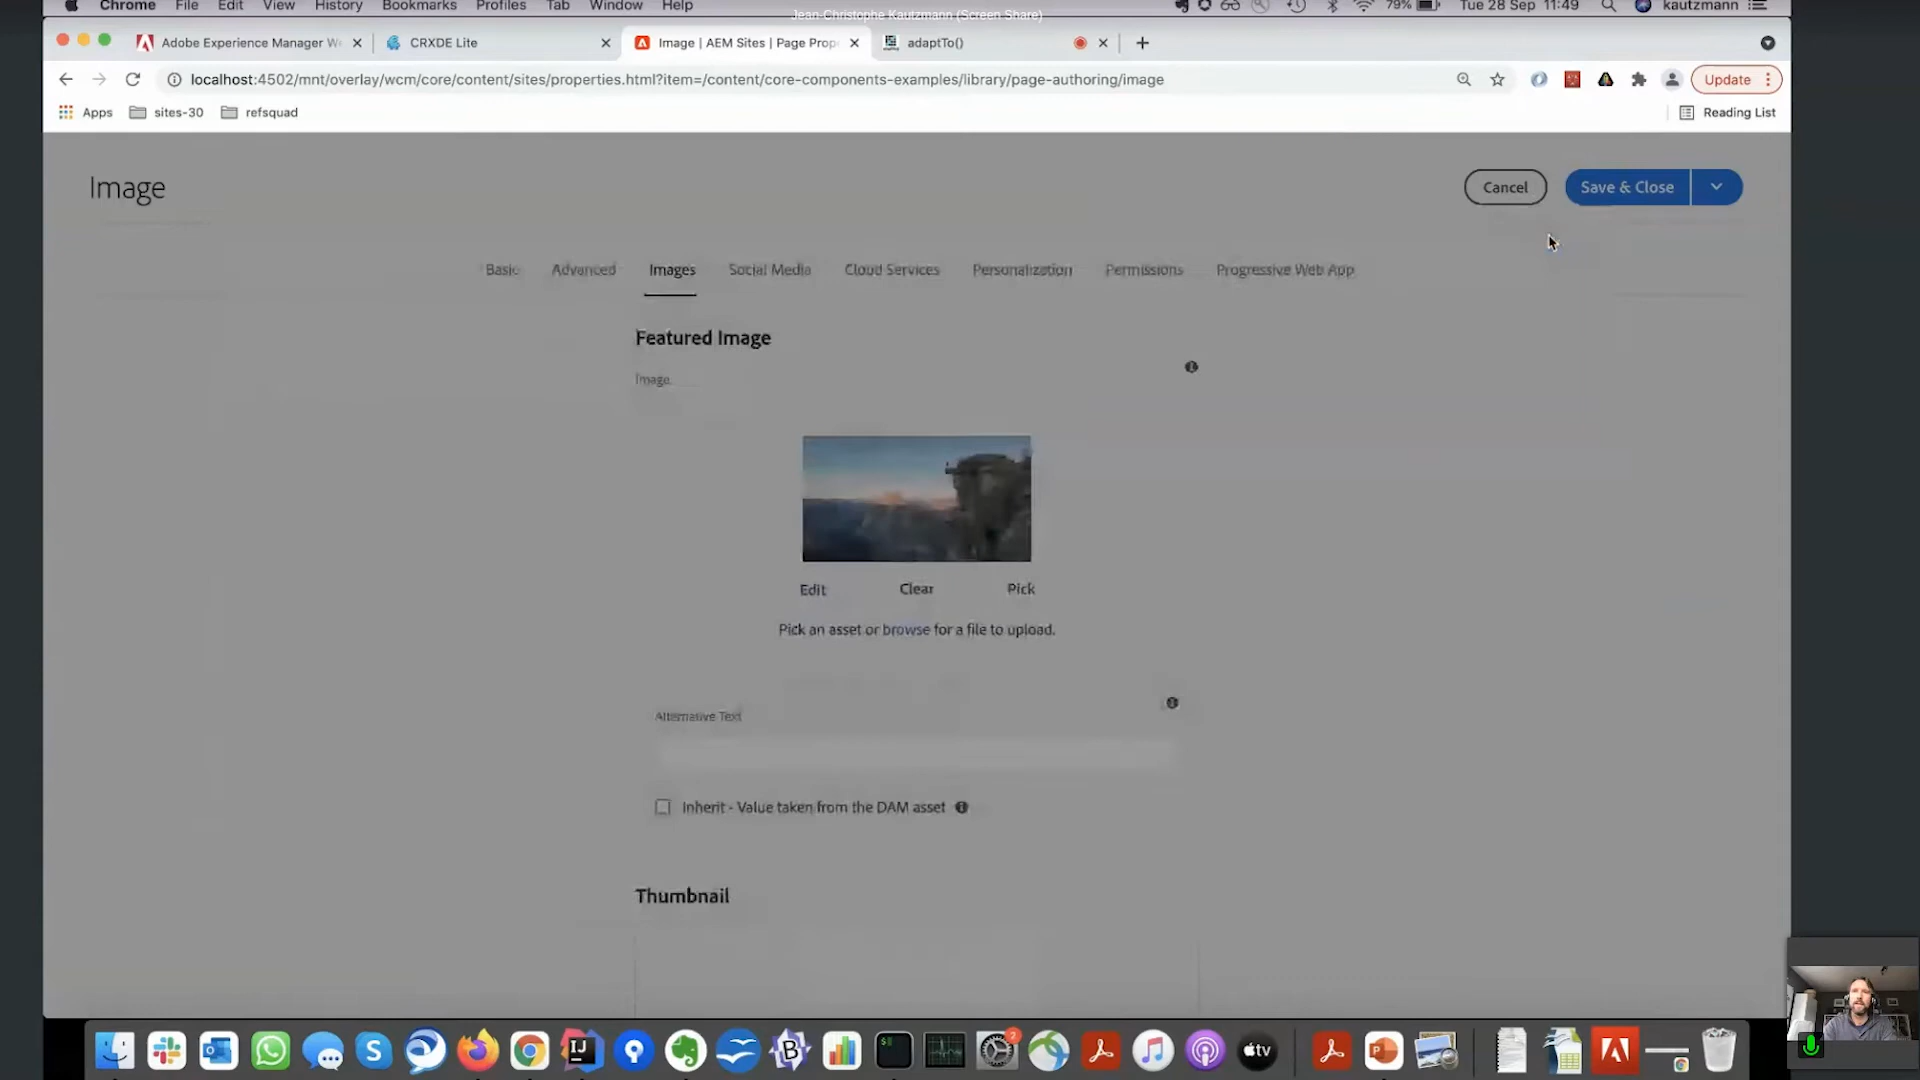 Chrome File Edit View History Bookmarks Profiles Tab Window Help
Jean-Christophe Kautzmann (Screen Share)
79% Tue 28 Sep 11:49 kautzmann
Adobe Experience Manager W
CRXDE Lite
Image | AEM Sites | Page Prop
adaptTo()
localhost:4502/mnt/overlay/wcm/core/content/sites/properties.html?item=/content/core-components-examples/library/page-authoring/image
Update
Apps sites-30 refsquad Reading List
Image
Cancel
Save & Close
Basic Advanced Images Social Media Cloud Services Personalization Permissions Progressive Web App
Featured Image
Image
Edit Clear Pick
Pick an asset or browse for a file to upload.
Alternative Text
Inherit - Value taken from the DAM asset
Thumbnail
2
tv